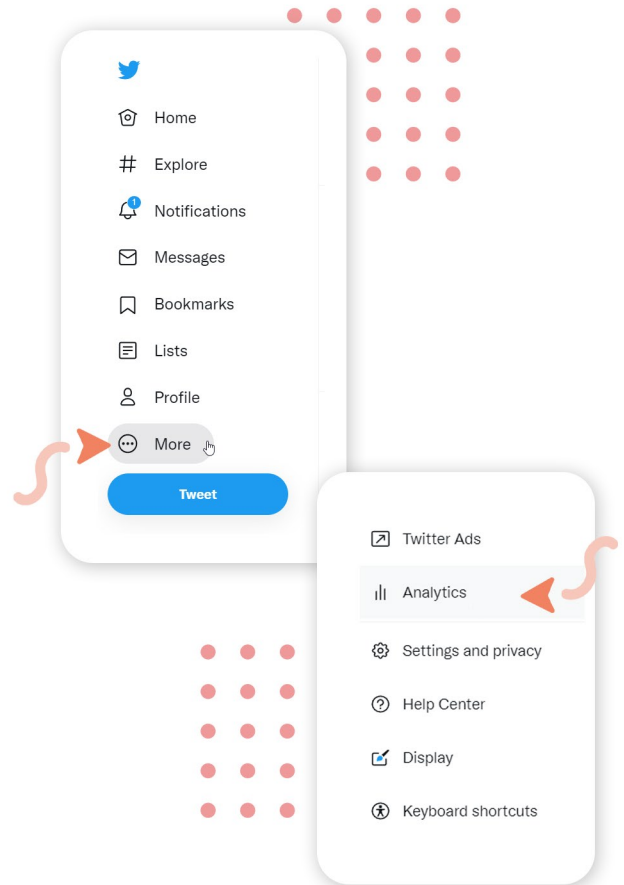 Home
Explore
1
Notifications
Messages
Bookmarks
Lists
Profile
More
Tweet
Twitter Ads
Analytics
Settings and privacy
Help Center
Display
Keyboard shortcuts